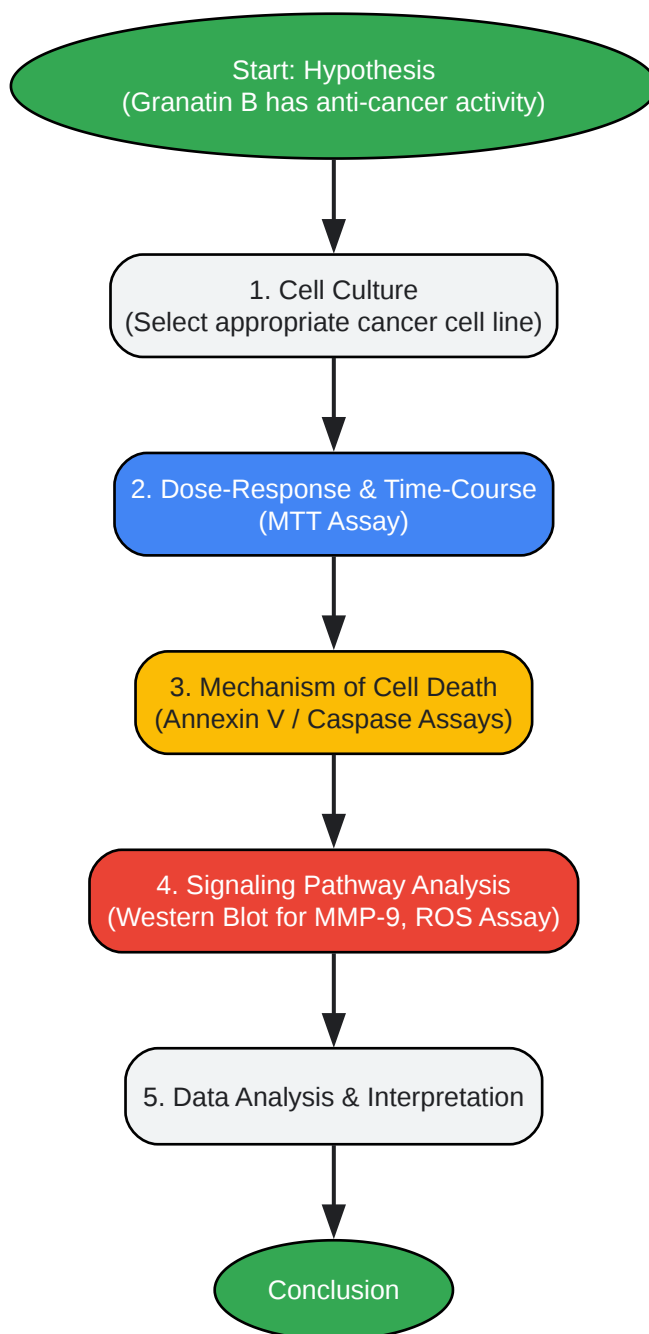 Start: Hypothesis
(Granatin B has anti-cancer activity)
1. Cell Culture
(Select appropriate cancer cell line)
2. Dose-Response & Time-Course
(MTT Assay)
3. Mechanism of Cell Death
(Annexin V / Caspase Assays)
4. Signaling Pathway Analysis
(Western Blot for MMP-9, ROS Assay)
5. Data Analysis & Interpretation
Conclusion